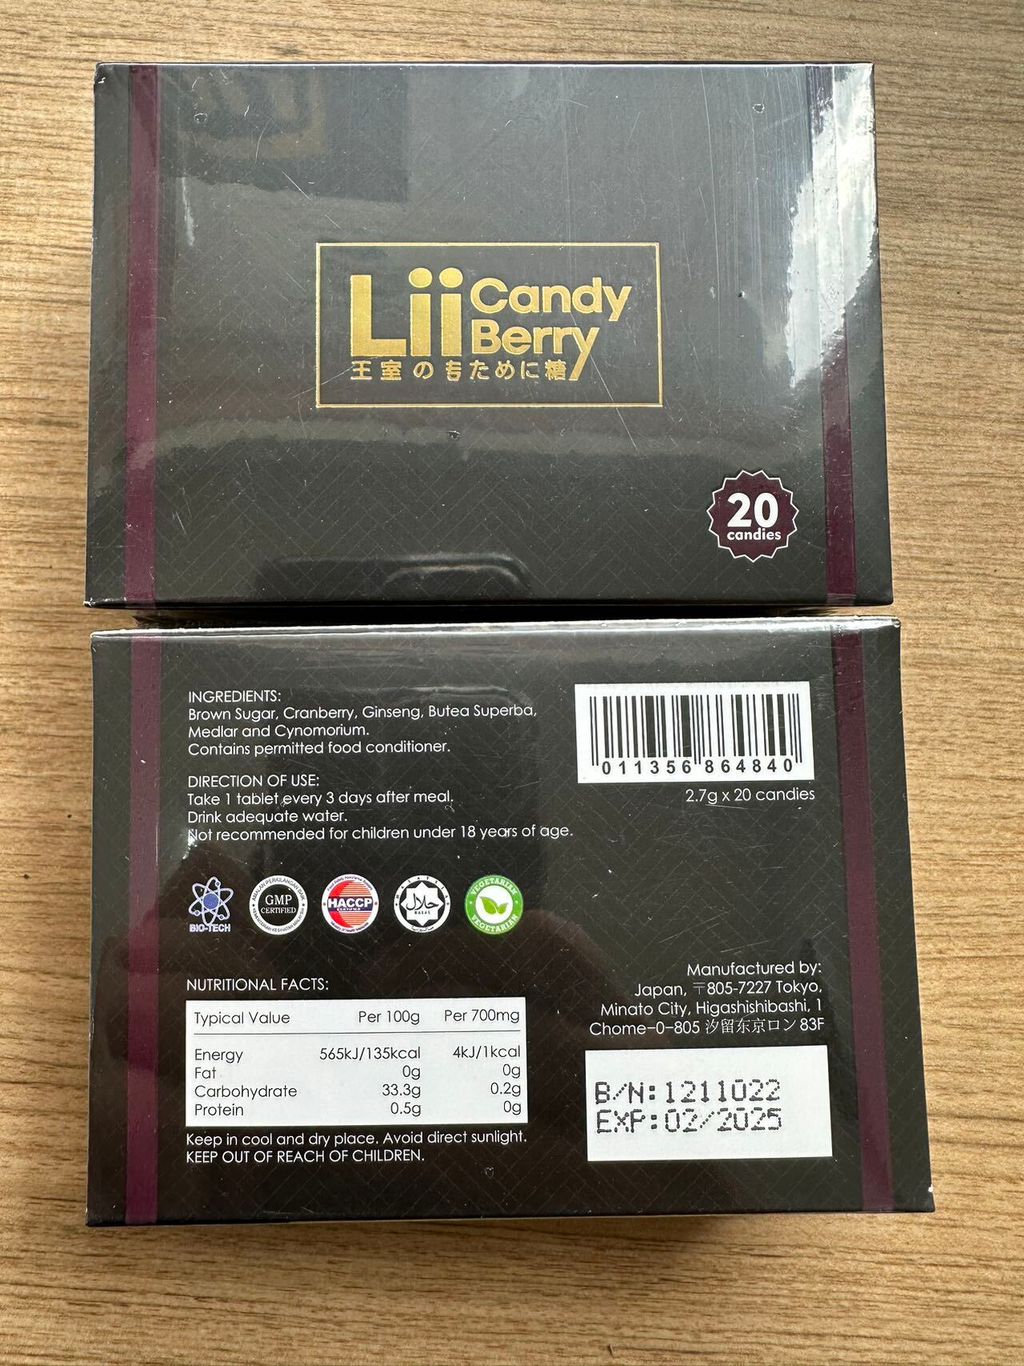 Lii Candy
Berry
王室のもために糖
20
candies
INGREDIENTS:
Brown Sugar, Cranberry, Ginseng, Butea Superba,
Medlar and Cynomorium.
Contains permitted food conditioner.
DIRECTION OF USE:
Take 1 tablet every 3 days after meal.
Drink adequate water.
Not recommended for children under 18 years of age.
011356 864840
2.7g x 20 candies
BIO-TECH
GMP
CERTIFIED
HACCP
CERTIFIED
حلال
HALAL
VEGETARIAN
VEGETARIAN
NUTRITIONAL FACTS:
Typical Value Per 100g Per 700mg
Energy 565kJ/135kcal 4kJ/1kcal
Fat 0g 0g
Carbohydrate 33.3g 0.2g
Protein 0.5g 0g
Keep in cool and dry place. Avoid direct sunlight.
KEEP OUT OF REACH OF CHILDREN.
Manufactured by:
Japan, 〒805-7227 Tokyo,
Minato City, Higashishibashi, 1
Chome-0-805 汐留东京ロン 83F
B/N:1211022
EXP:02/2025